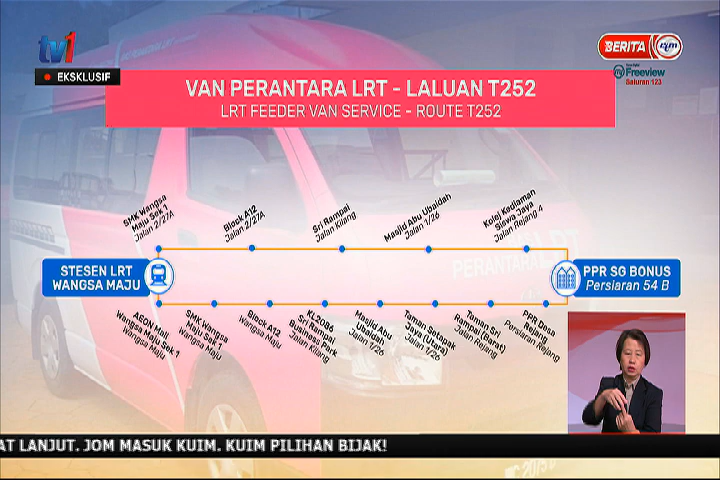 tv1
BERITA rtm
EKSKLUSIF
Freeview
Saluran 123
VAN PERANTARA LRT - LALUAN T252
LRT FEEDER VAN SERVICE - ROUTE T252
SMK Wangsa
Maju Sek 1
Jalan 2/27A
Block A12
Jalan 2/27A
Sri Rampai
Jalan Kilang
Masjid Abu Ubaidah
Jalan 1/26
Kolej Kediaman
Siswa Jaya
Jalan Rejang 4
STESEN LRT
WANGSA MAJU
PERANTARA LRT
PPR SG BONUS
Persiaran 54 B
AEON Maju
Wangsa Maju Sek 1
Wangsa Maju
SMK Wangsa
Maju Sek 1
Wangsa Maju
Block A12
Wangsa Maju
KL2086
Sri Rampai
Business Park
Jalan Kilang
Masjid Abu
Ubaidah
Jalan 1/26
Taman Setapak
Jaya (Utara)
Jalan 1/26
Taman Sri
Rampai (Barat)
Jalan Rejang
PPR Desa
Rejang
Persiaran Rejang
AT LANJUT. JOM MASUK KUIM. KUIM PILIHAN BIJAK!